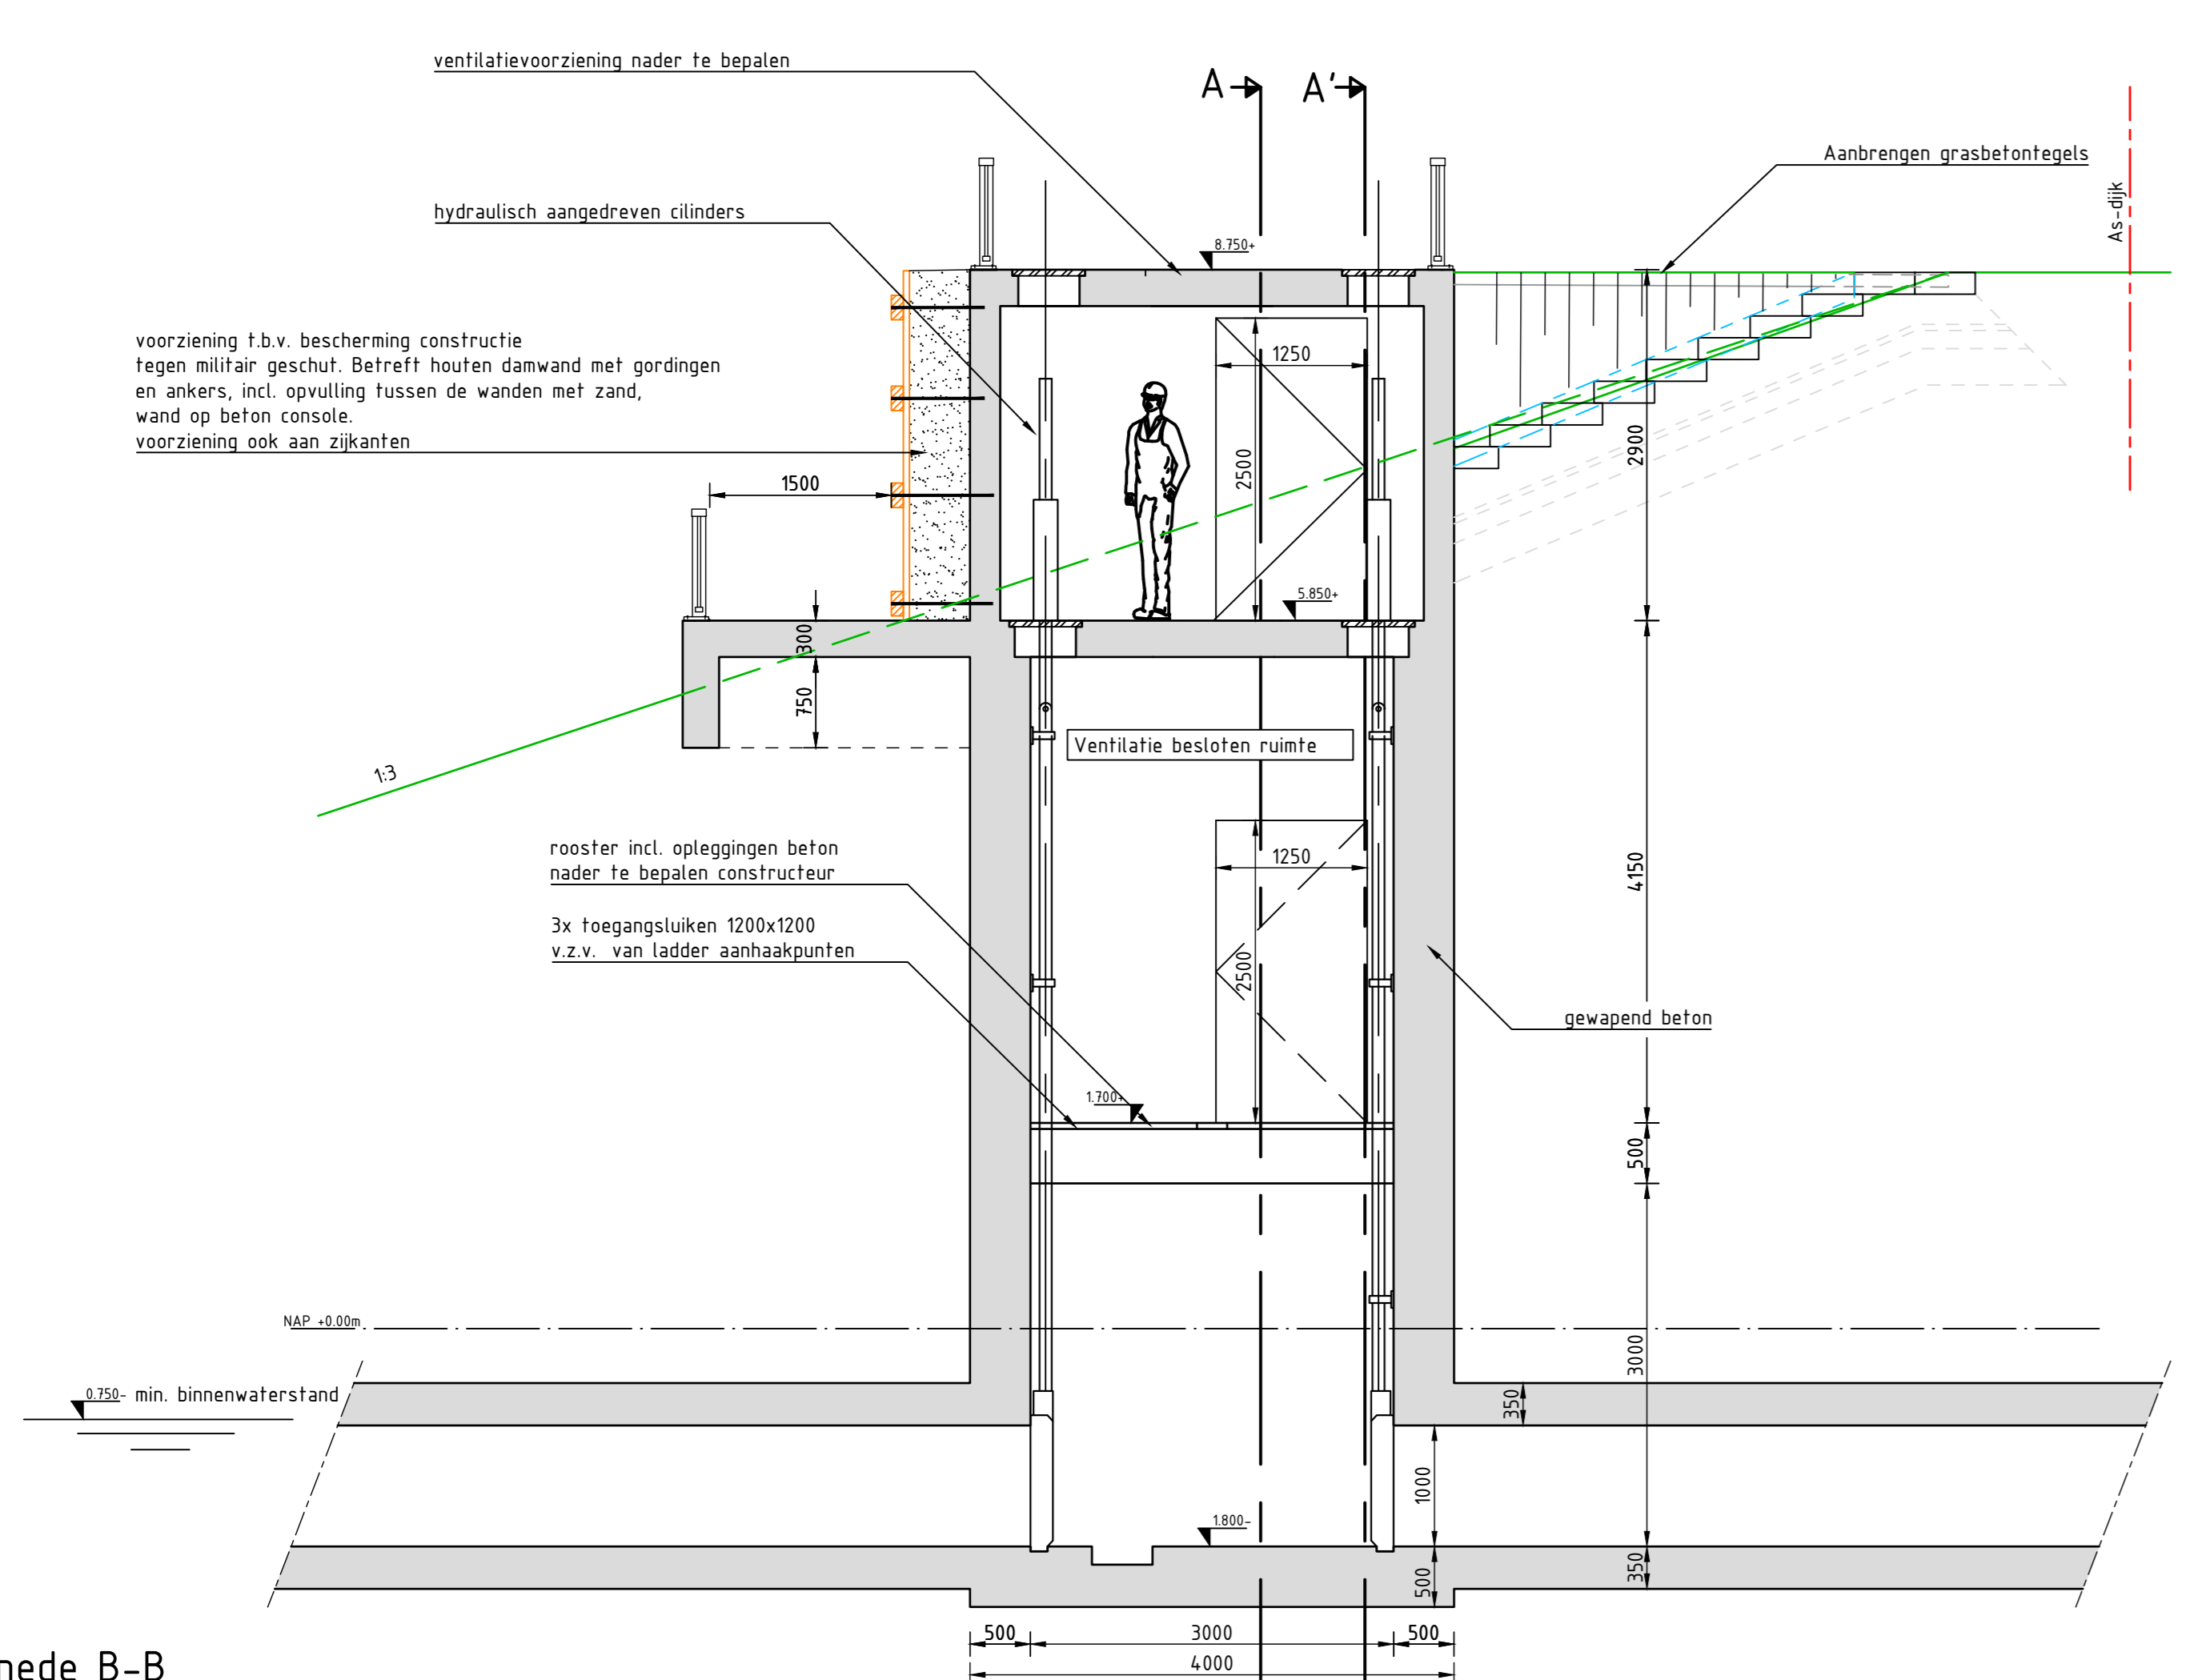 ventilatievoorziening nader te bepalen
A
A'
Aanbrengen grasbetontegels
As-dijk
hydraulisch aangedreven cilinders
8.750+
voorziening t.b.v. bescherming constructie
tegen militair geschut. Betreft houten damwand met gordingen
en ankers, incl. opvulling tussen de wanden met zand,
wand op beton console.
voorziening ook aan zijkanten
1250
2500
2900
1500
5.850+
300
750
Ventilatie besloten ruimte
1:3
rooster incl. opleggingen beton
nader te bepalen constructeur
1250
4150
3x toegangsluiken 1200x1200
v.z.v. van ladder aanhaakpunten
2500
gewapend beton
1.700+
500
NAP +0.00m
3000
0.750- min. binnenwaterstand
350
1000
1.800-
500
350
500
3000
500
4000
nede B-B